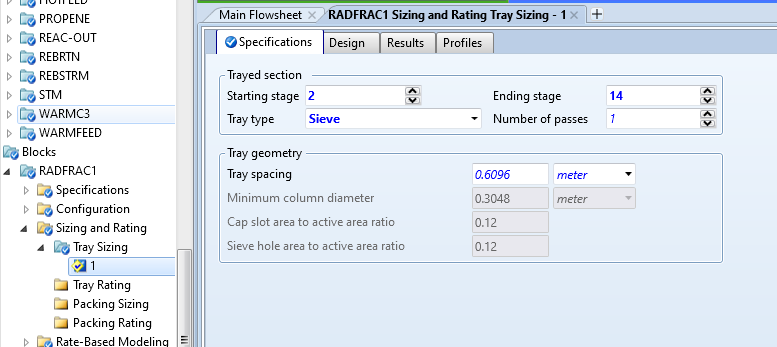 HOTFEED
PROPENE
REAC-OUT
REBRTN
REBSTRM
STM
WARMC3
WARMFEED
Blocks
RADFRAC1
Specifications
Configuration
Sizing and Rating
Tray Sizing
1
Tray Rating
Packing Sizing
Packing Rating
Rate-Based Modeling
Main Flowsheet × RADFRAC1 Sizing and Rating Tray Sizing - 1 × +
Specifications Design Results Profiles
Trayed section
Starting stage 2 Ending stage 14
Tray type Sieve Number of passes 1
Tray geometry
Tray spacing 0.6096 meter
Minimum column diameter 0.3048 meter
Cap slot area to active area ratio 0.12
Sieve hole area to active area ratio 0.12